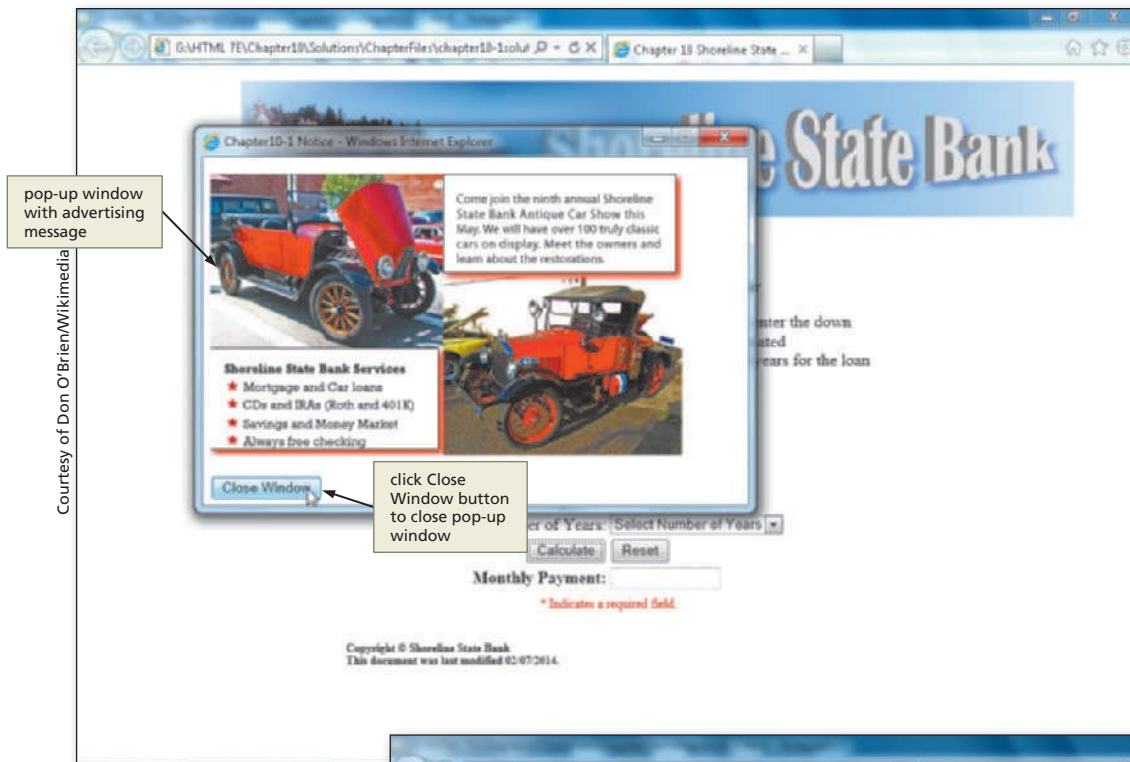 G:\HTML 7E\Chapter10\Solutions\ChapterFiles\chapter10-1solut
Chapter 10 Shoreline State ...
Shoreline State Bank
Chapter10-1 Notice - Windows Internet Explorer
pop-up window
with advertising
message
Come join the ninth annual Shoreline
State Bank Antique Car Show this
May. We will have over 100 truly classic
cars on display. Meet the owners and
learn about the restorations.
enter the down
ated
years for the loan
Shoreline State Bank Services
★ Mortgage and Car loans
★ CDs and IRAs (Roth and 401K)
★ Savings and Money Market
★ Always free checking
Courtesy of Don O'Brien/Wikimedia
Close Window
click Close
Window button
to close pop-up
window
er of Years: Select Number of Years
Calculate Reset
Monthly Payment:
* Indicates a required field.
Copyright © Shoreline State Bank
This document was last modified 02/07/2014.